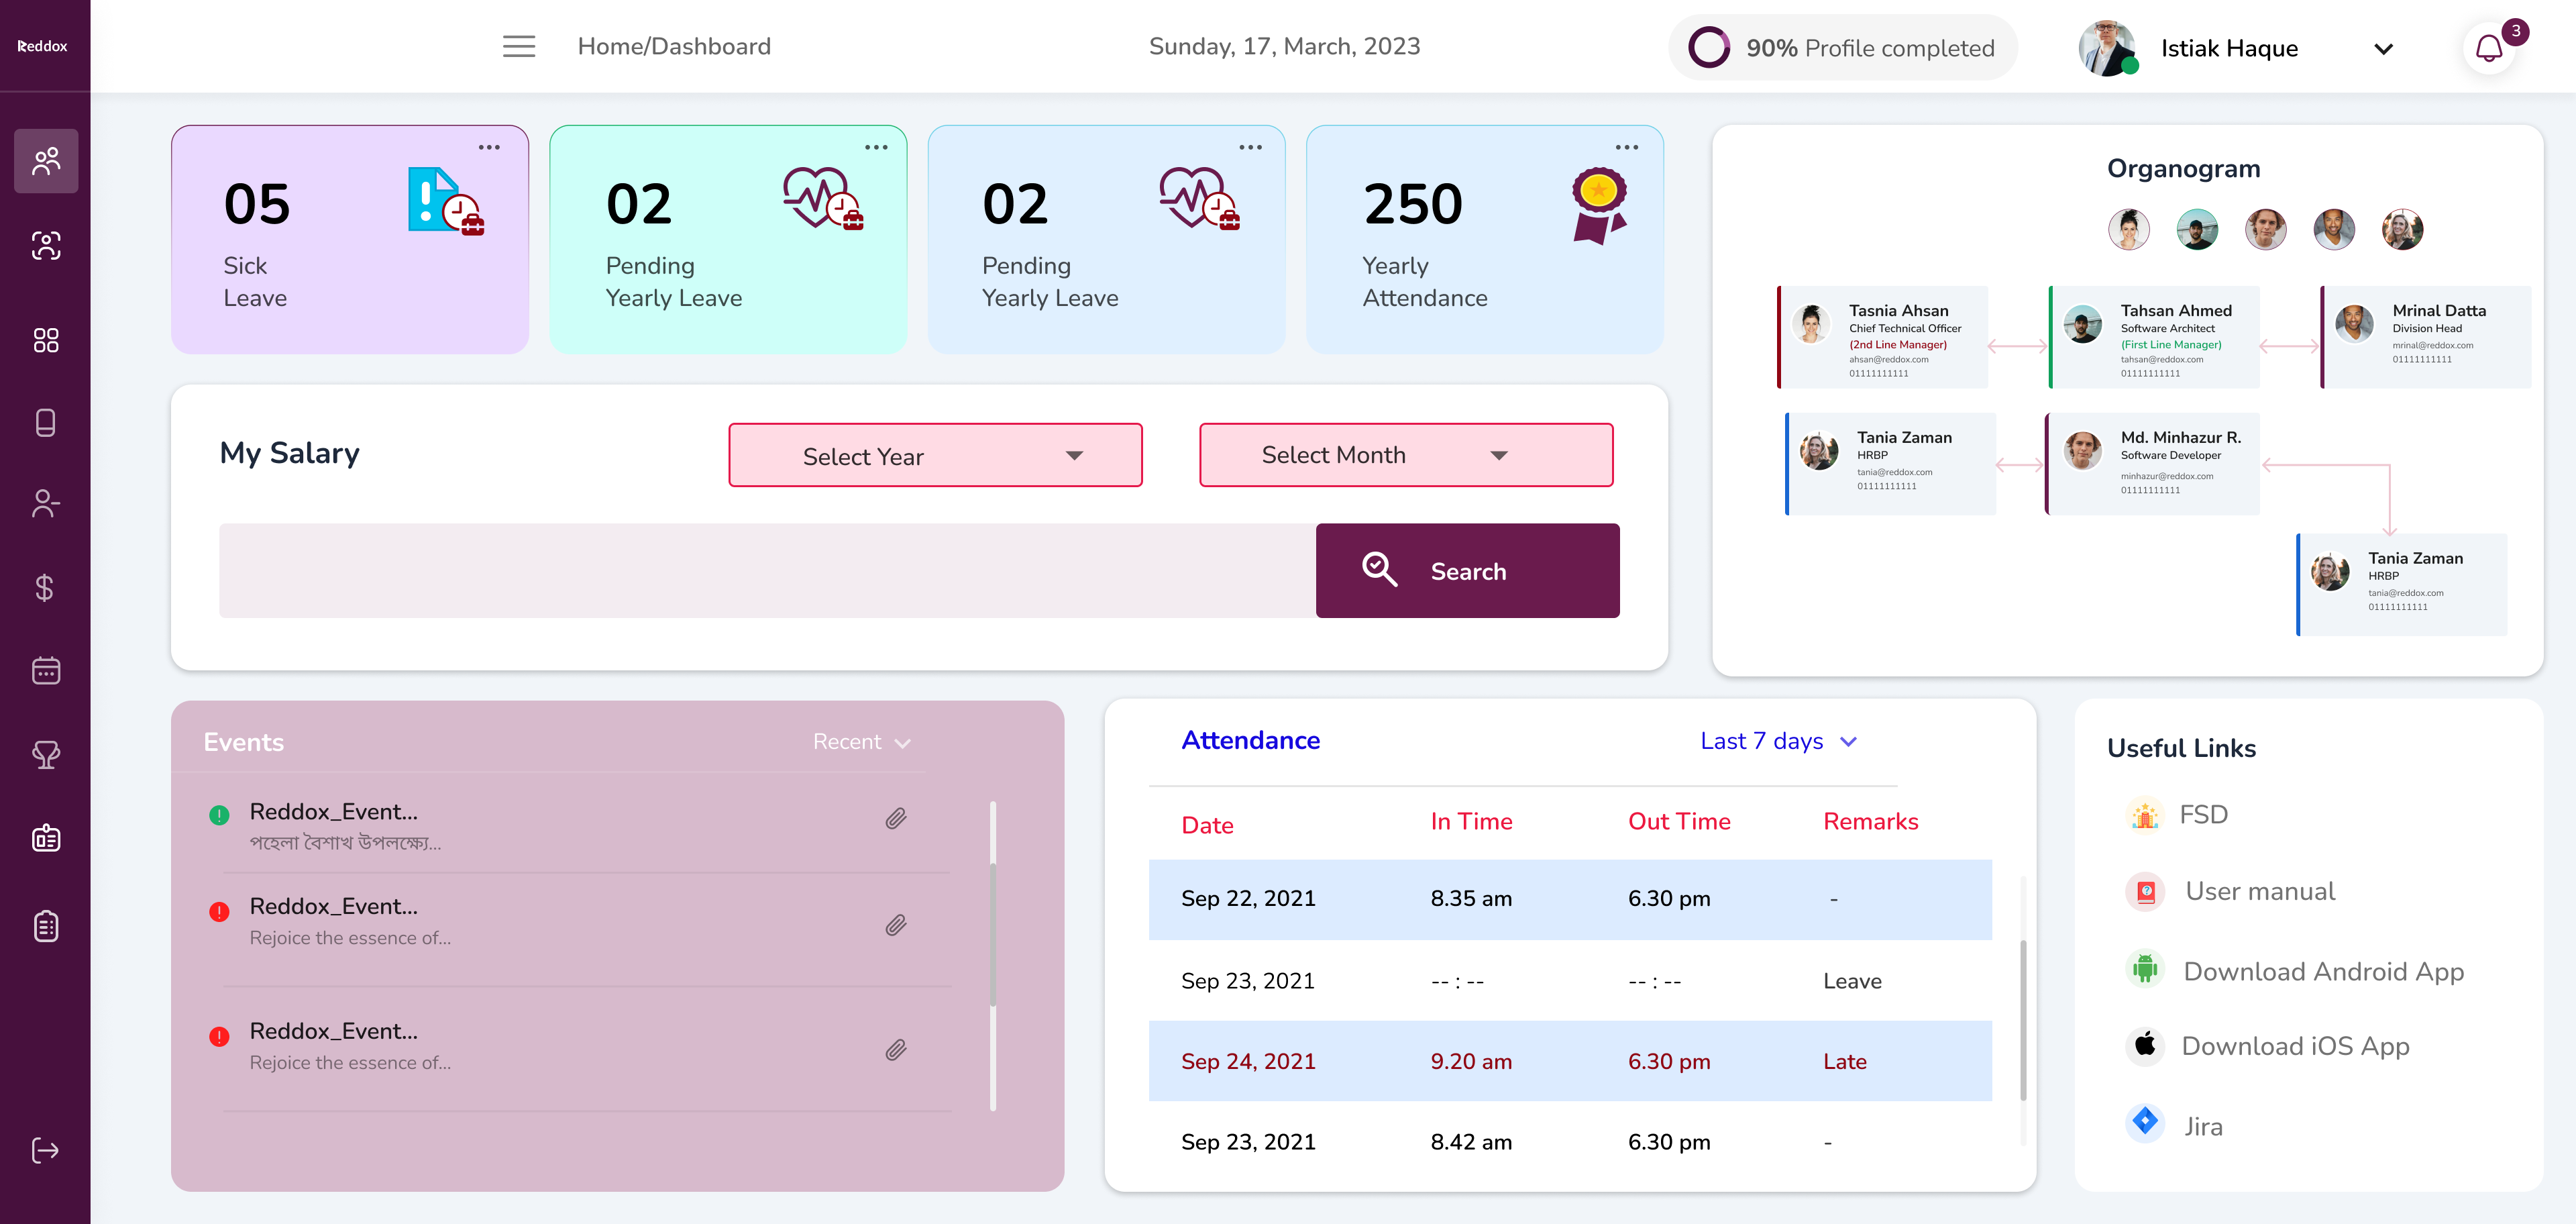 Reddox
Home/Dashboard
Sunday, 17, March, 2023
90% Profile completed
Istiak Haque
3
05
Sick
Leave
02
Pending
Yearly Leave
02
Pending
Yearly Leave
250
Yearly
Attendance
Organogram
Tasnia Ahsan
Chief Technical Officer
(2nd Line Manager)
ahsan@reddox.com
01111111111
Tahsan Ahmed
Software Architect
(First Line Manager)
tahsan@reddox.com
01111111111
Mrinal Datta
Division Head
mrinal@reddox.com
01111111111
Tania Zaman
HRBP
tania@reddox.com
01111111111
Md. Minhazur R.
Software Developer
minhazur@reddox.com
01111111111
Tania Zaman
HRBP
tania@reddox.com
01111111111
My Salary
Select Year
Select Month
Search
Events
Recent
Reddox_Event...
পহেলা বৈশাখ উপলক্ষ্যে...
Reddox_Event...
Rejoice the essence of...
Reddox_Event...
Rejoice the essence of...
Attendance
Last 7 days
Date In Time Out Time Remarks
Sep 22, 2021 8.35 am 6.30 pm -
Sep 23, 2021 -- : -- -- : -- Leave
Sep 24, 2021 9.20 am 6.30 pm Late
Sep 23, 2021 8.42 am 6.30 pm -
Useful Links
FSD
User manual
Download Android App
Download iOS App
Jira